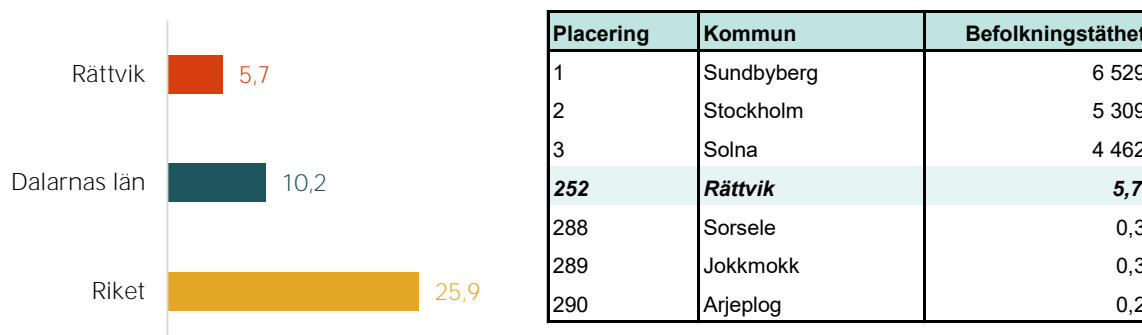 Rättvik 5,7
Dalarnas län 10,2
Riket 25,9
Placering Kommun Befolkningstäthet
1 Sundbyberg 6 529
2 Stockholm 5 309
3 Solna 4 462
252 Rättvik 5,7
288 Sorsele 0,3
289 Jokkmokk 0,3
290 Arjeplog 0,2